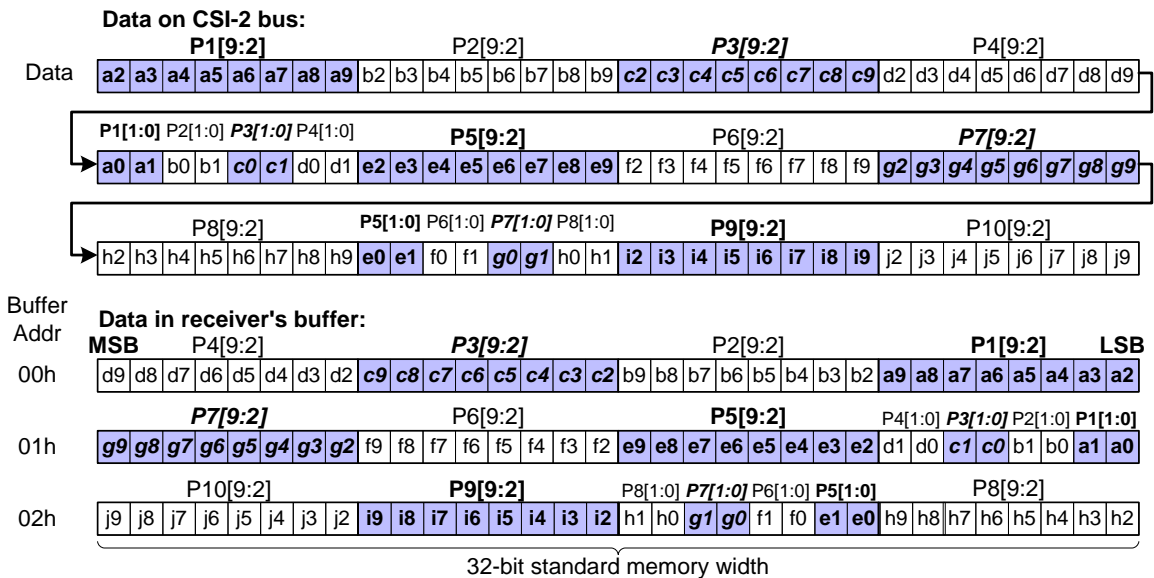 Data on CSI-2 bus:
P1[9:2] P2[9:2] P3[9:2] P4[9:2]
Data a2 a3 a4 a5 a6 a7 a8 a9 b2 b3 b4 b5 b6 b7 b8 b9 c2 c3 c4 c5 c6 c7 c8 c9 d2 d3 d4 d5 d6 d7 d8 d9
P1[1:0] P2[1:0] P3[1:0] P4[1:0] P5[9:2] P6[9:2] P7[9:2]
a0 a1 b0 b1 c0 c1 d0 d1 e2 e3 e4 e5 e6 e7 e8 e9 f2 f3 f4 f5 f6 f7 f8 f9 g2 g3 g4 g5 g6 g7 g8 g9
P8[9:2] P5[1:0] P6[1:0] P7[1:0] P8[1:0] P9[9:2] P10[9:2]
h2 h3 h4 h5 h6 h7 h8 h9 e0 e1 f0 f1 g0 g1 h0 h1 i2 i3 i4 i5 i6 i7 i8 i9 j2 j3 j4 j5 j6 j7 j8 j9
Buffer
Addr
Data in receiver's buffer:
MSB P4[9:2] P3[9:2] P2[9:2] P1[9:2] LSB
00h d9 d8 d7 d6 d5 d4 d3 d2 c9 c8 c7 c6 c5 c4 c3 c2 b9 b8 b7 b6 b5 b4 b3 b2 a9 a8 a7 a6 a5 a4 a3 a2
P7[9:2] P6[9:2] P5[9:2] P4[1:0] P3[1:0] P2[1:0] P1[1:0]
01h g9 g8 g7 g6 g5 g4 g3 g2 f9 f8 f7 f6 f5 f4 f3 f2 e9 e8 e7 e6 e5 e4 e3 e2 d1 d0 c1 c0 b1 b0 a1 a0
P10[9:2] P9[9:2] P8[1:0] P7[1:0] P6[1:0] P5[1:0] P8[9:2]
02h j9 j8 j7 j6 j5 j4 j3 j2 i9 i8 i7 i6 i5 i4 i3 i2 h1 h0 g1 g0 f1 f0 e1 e0 h9 h8 h7 h6 h5 h4 h3 h2
32-bit standard memory width